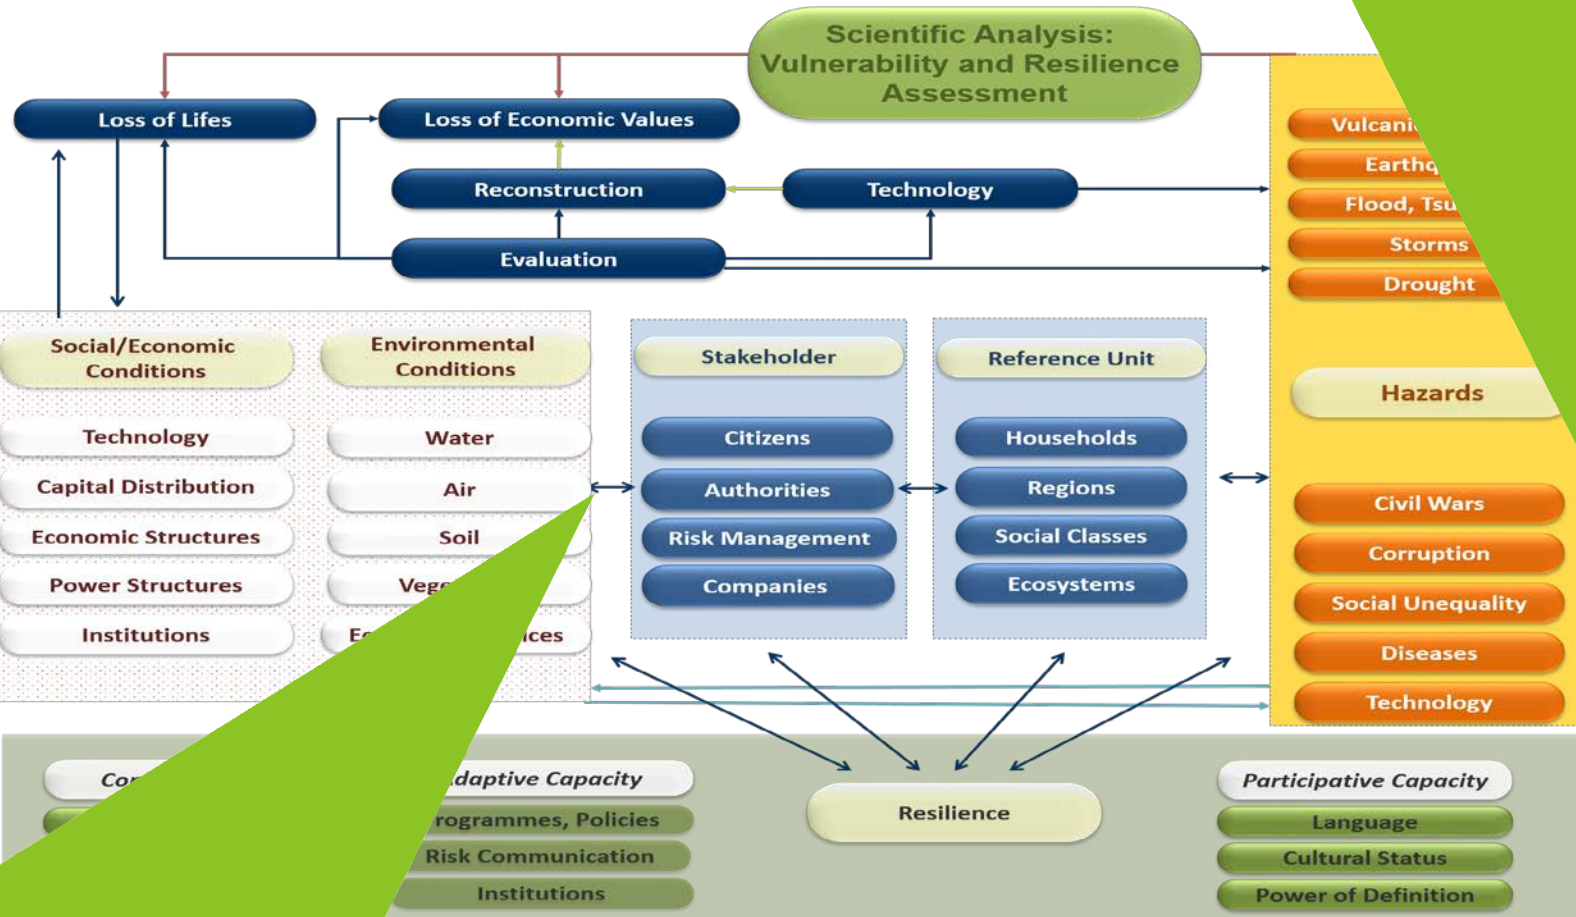 Scientific Analysis:
Vulnerability and Resilience
Assessment
Loss of Lifes
Loss of Economic Values
Reconstruction
Technology
Evaluation
Social/Economic
Conditions
Technology
Capital Distribution
Economic Structures
Power Structures
Institutions
Environmental
Conditions
Water
Air
Soil
Stakeholder
Citizens
Authorities
Risk Management
Companies
Reference Unit
Households
Regions
Social Classes
Ecosystems
Flood,
Storms
Drought
Hazards
Civil Wars
Corruption
Social Unequality
Diseases
Technology
Capacity
Policies
Risk Communication
Institutions
Resilience
Participative Capacity
Language
Cultural Status
Power of Definition